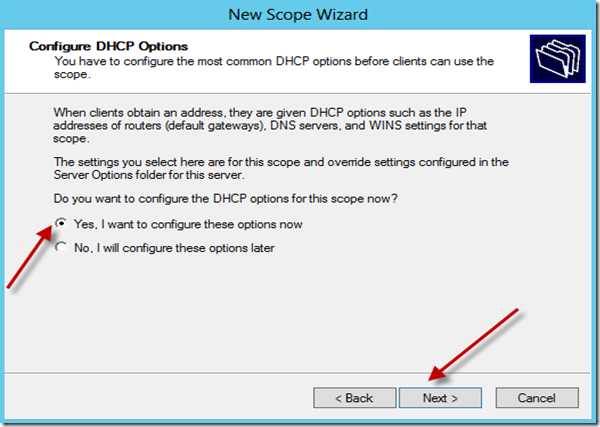 New Scope Wizard
Configure DHCP Options
You have to configure the most common DHCP options before clients can use the
scope.
When clients obtain an address, they are given DHCP options such as the IP
addresses of routers (default gateways), DNS servers, and WINS settings for that
scope.
The settings you select here are for this scope and override settings configured in the
Server Options folder for this server.
Do you want to configure the DHCP options for this scope now?
Yes, I want to configure these options now
No, I will configure these options later
< Back Next > Cancel